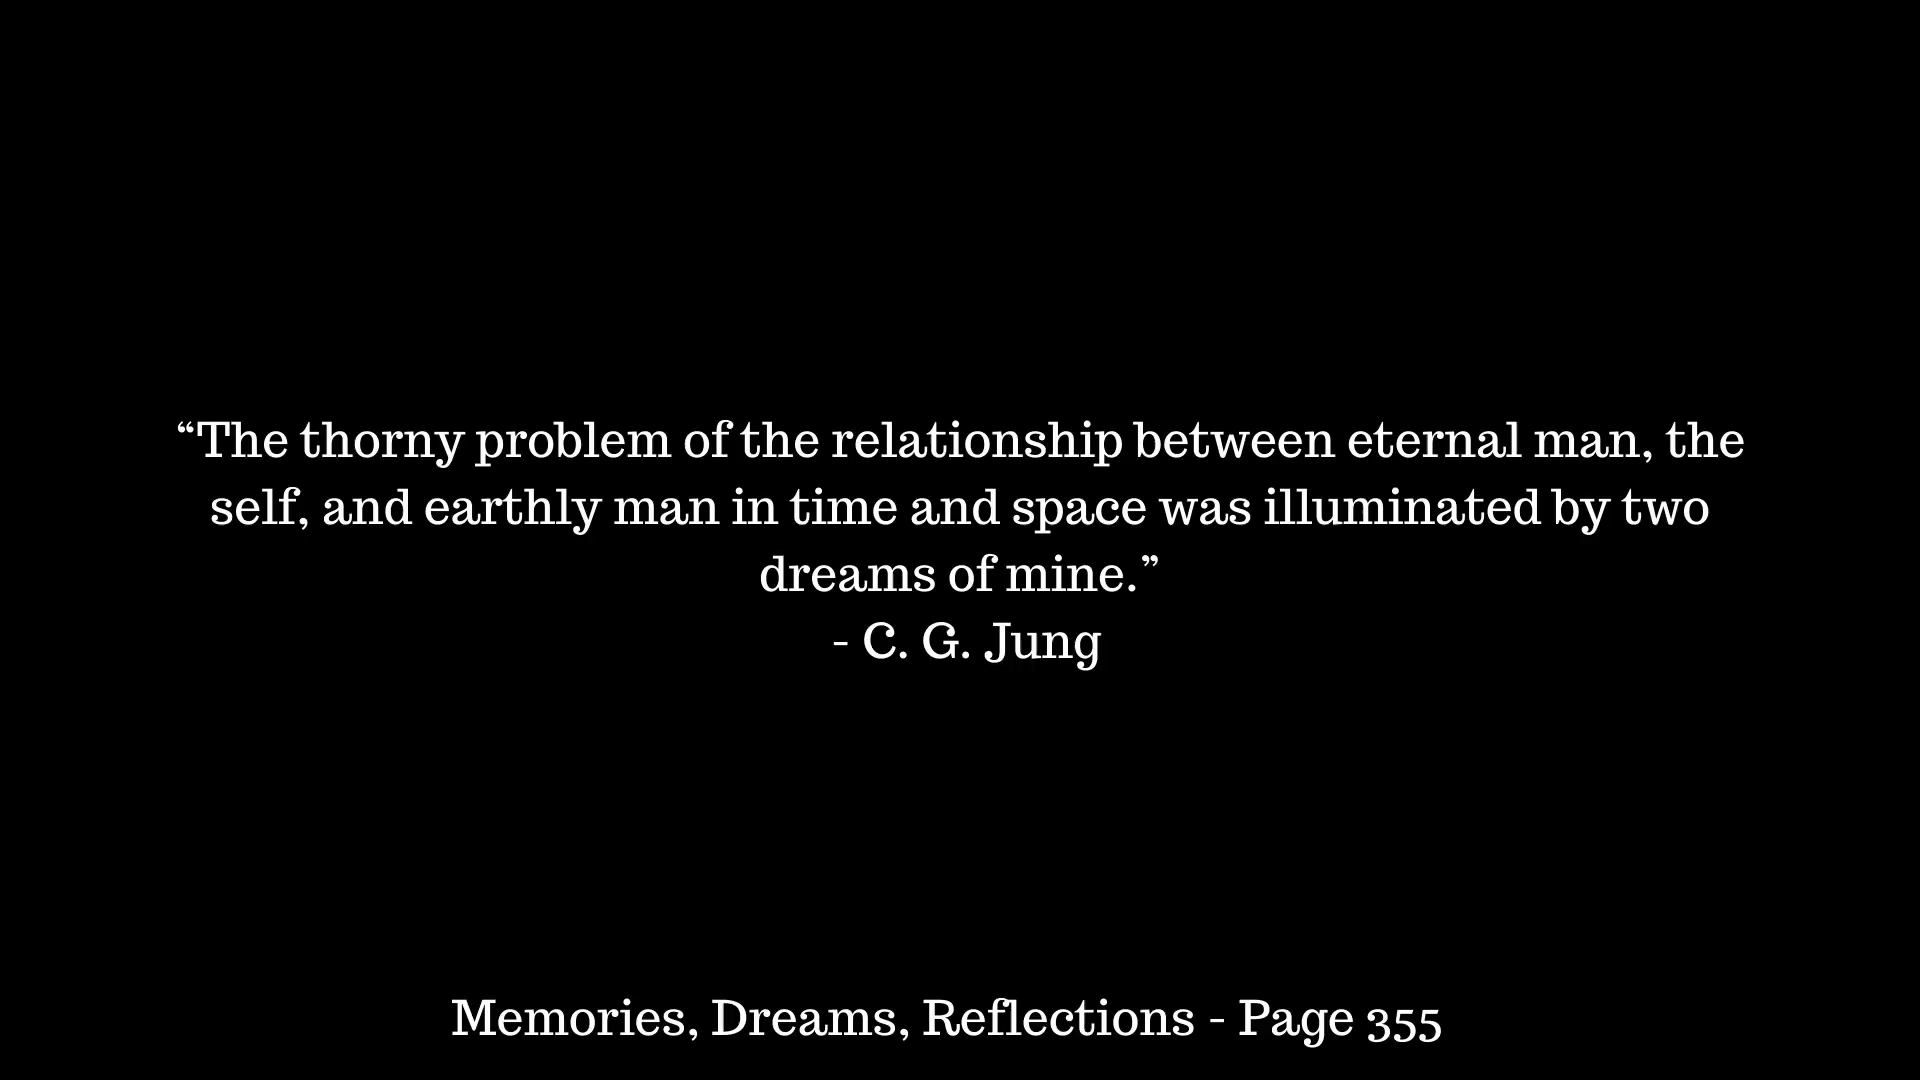 “The thorny problem of the relationship between eternal man, the
self, and earthly man in time and space was illuminated by two
dreams of mine.”
- C. G. Jung
Memories, Dreams, Reflections - Page 355